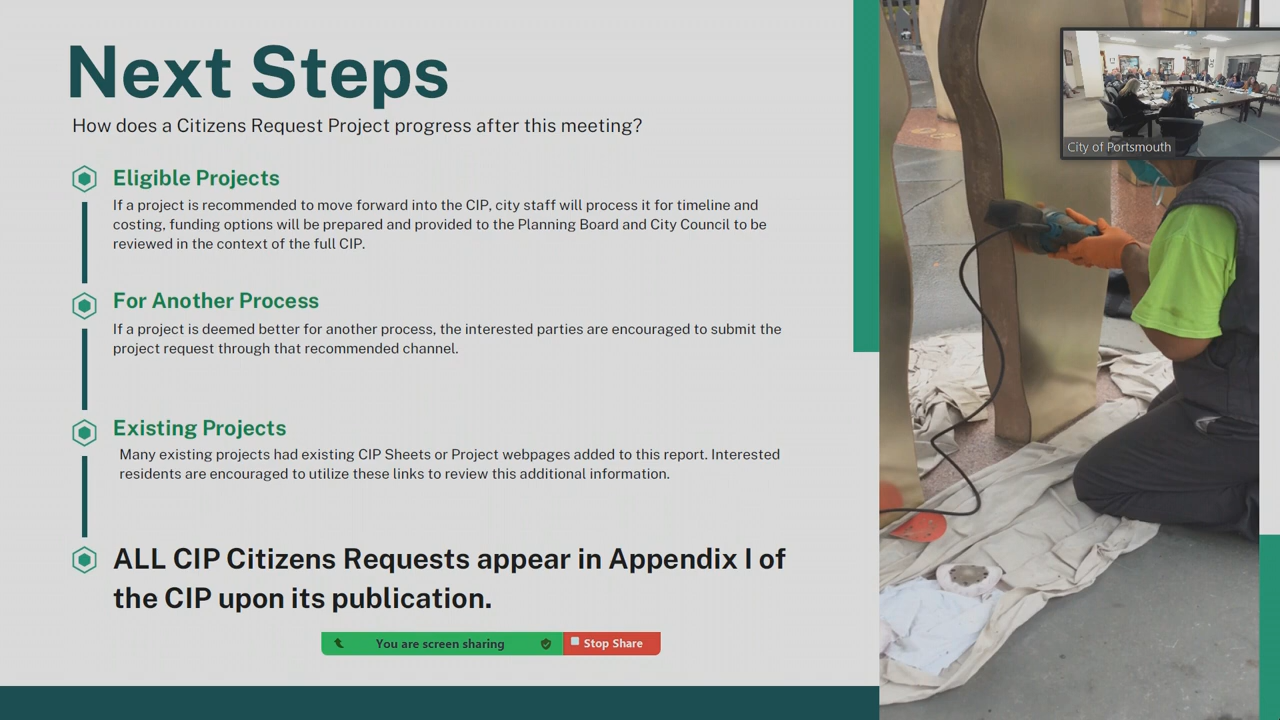 Next Steps
How does a Citizens Request Project progress after this meeting?
Eligible Projects
If a project is recommended to move forward into the CIP, city staff will process it for timeline and
costing, funding options will be prepared and provided to the Planning Board and City Council to be
reviewed in the context of the full CIP.
For Another Process
If a project is deemed better for another process, the interested parties are encouraged to submit the
project request through that recommended channel.
Existing Projects
Many existing projects had existing CIP Sheets or Project webpages added to this report. Interested
residents are encouraged to utilize these links to review this additional information.
ALL CIP Citizens Requests appear in Appendix I of
the CIP upon its publication.
You are screen sharing
Stop Share
City of Portsmouth